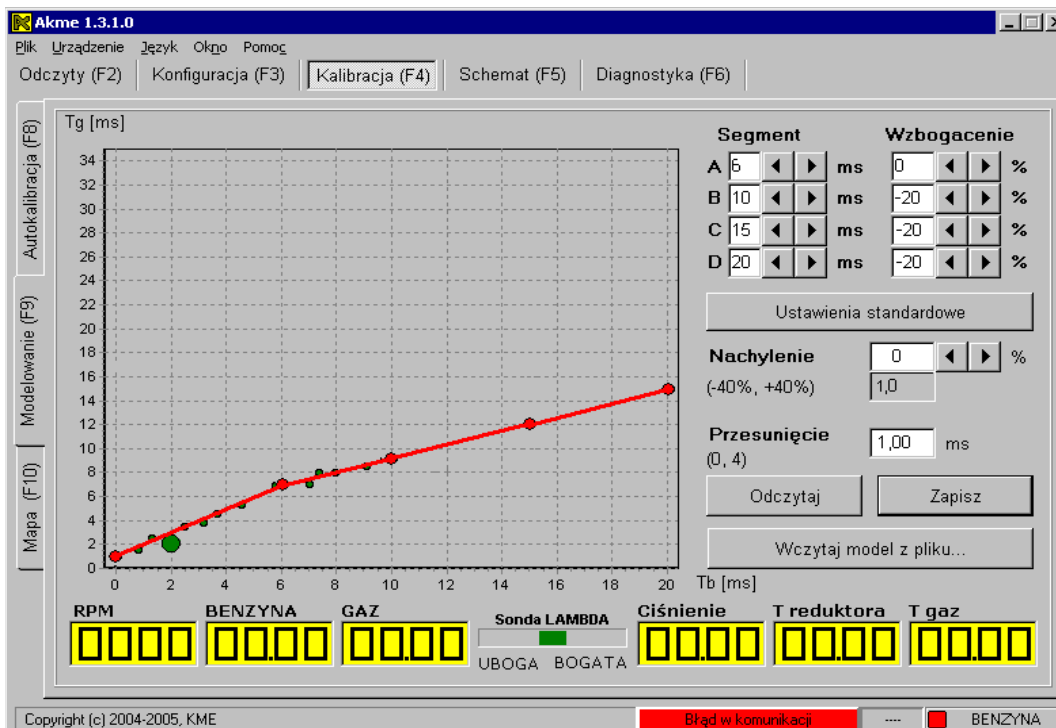 Akme 1.3.1.0
Plik Urządzenie Język Okno Pomoc
Odczyty (F2) Konfiguracja (F3) Kalibracja (F4) Schemat (F5) Diagnostyka (F6)
Autokalibracja (F8)
Modelowanie (F9)
Mapa (F10)
Tg [ms]
34
32
30
28
26
24
22
20
18
16
14
12
10
8
6
4
2
0
0 2 4 6 8 10 12 14 16 18 20
Tb [ms]
Segment Wzbogacenie
A 6 ms 0 %
B 10 ms -20 %
C 15 ms -20 %
D 20 ms -20 %
Ustawienia standardowe
Nachylenie 0 %
(-40%, +40%) 1,0
Przesunięcie 1,00 ms
(0, 4)
Odczytaj Zapisz
Wczytaj model z pliku...
RPM BENZYNA GAZ Sonda LAMBDA Ciśnienie T reduktora T gaz
0000 00.00 00.00 00.00 00.00 00.00
UBOGA BOGATA
Copyright (c) 2004-2005, KME Błąd w komunikacji ---- BENZYNA